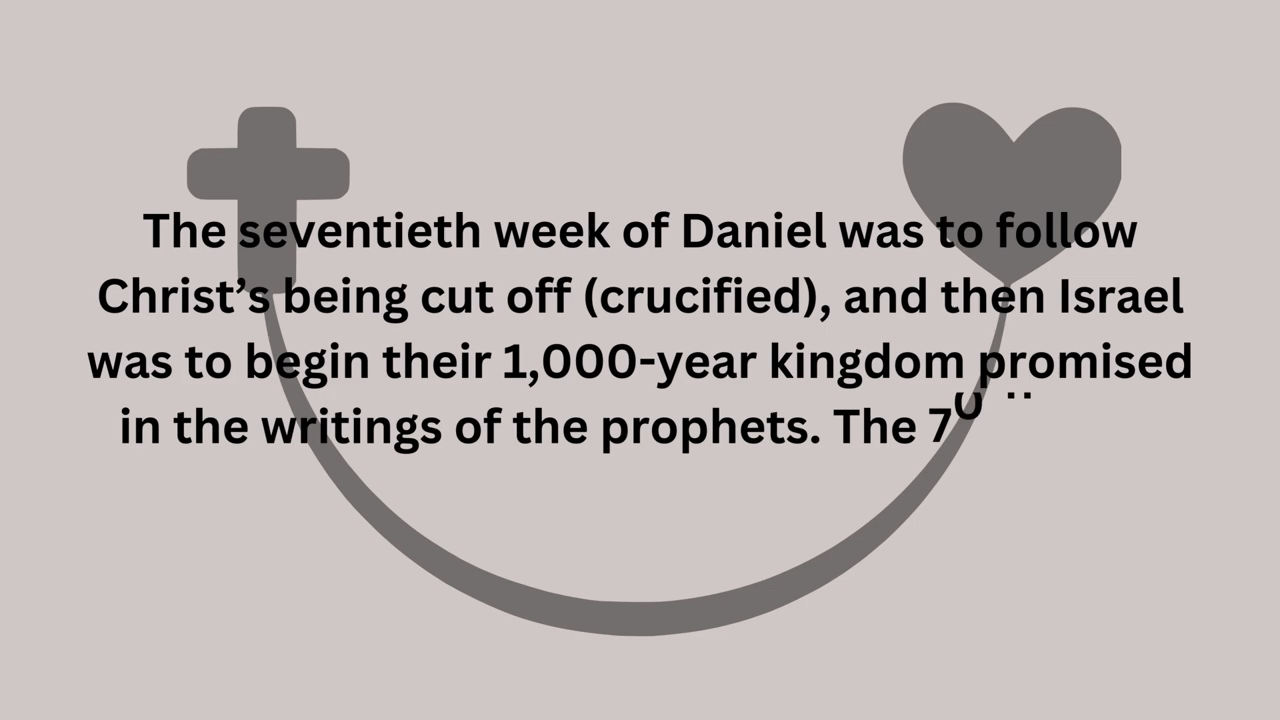 The seventieth week of Daniel was to follow
Christ’s being cut off (crucified), and then Israel
was to begin their 1,000-year kingdom promised
in the writings of the prophets. The